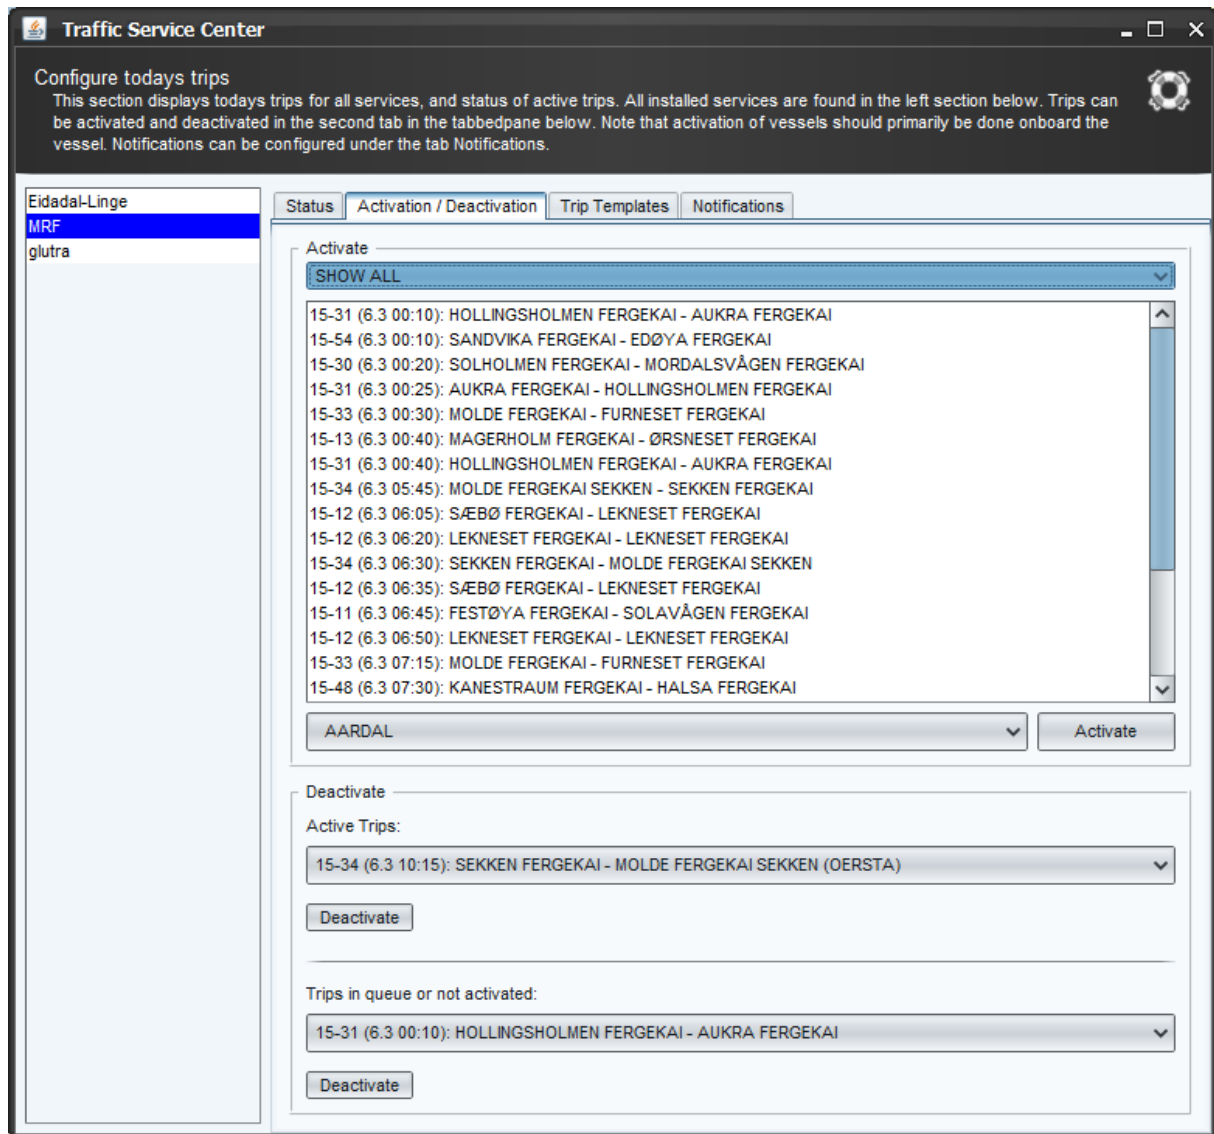 Traffic Service Center
Configure todays trips
This section displays todays trips for all services, and status of active trips. All installed services are found in the left section below. Trips can
be activated and deactivated in the second tab in the tabbedpane below. Note that activation of vessels should primarily be done onboard the
vessel. Notifications can be configured under the tab Notifications.
Eidadal-Linge
MRF
glutra
Status Activation / Deactivation Trip Templates Notifications
Activate
SHOW ALL
15-31 (6.3 00:10): HOLLINGSHOLMEN FERGEKAI - AUKRA FERGEKAI
15-54 (6.3 00:10): SANDVIKA FERGEKAI - EDØYA FERGEKAI
15-30 (6.3 00:20): SOLHOLMEN FERGEKAI - MORDALSVÅGEN FERGEKAI
15-31 (6.3 00:25): AUKRA FERGEKAI - HOLLINGSHOLMEN FERGEKAI
15-33 (6.3 00:30): MOLDE FERGEKAI - FURNESET FERGEKAI
15-13 (6.3 00:40): MAGERHOLM FERGEKAI - ØRSNESET FERGEKAI
15-31 (6.3 00:40): HOLLINGSHOLMEN FERGEKAI - AUKRA FERGEKAI
15-34 (6.3 05:45): MOLDE FERGEKAI SEKKEN - SEKKEN FERGEKAI
15-12 (6.3 06:05): SÆBØ FERGEKAI - LEKNESET FERGEKAI
15-12 (6.3 06:20): LEKNESET FERGEKAI - LEKNESET FERGEKAI
15-34 (6.3 06:30): SEKKEN FERGEKAI - MOLDE FERGEKAI SEKKEN
15-12 (6.3 06:35): SÆBØ FERGEKAI - LEKNESET FERGEKAI
15-11 (6.3 06:45): FESTØYA FERGEKAI - SOLAVÅGEN FERGEKAI
15-12 (6.3 06:50): LEKNESET FERGEKAI - LEKNESET FERGEKAI
15-33 (6.3 07:15): MOLDE FERGEKAI - FURNESET FERGEKAI
15-48 (6.3 07:30): KANESTRAUM FERGEKAI - HALSA FERGEKAI
AARDAL Activate
Deactivate
Active Trips:
15-34 (6.3 10:15): SEKKEN FERGEKAI - MOLDE FERGEKAI SEKKEN (OERSTA)
Deactivate
Trips in queue or not activated:
15-31 (6.3 00:10): HOLLINGSHOLMEN FERGEKAI - AUKRA FERGEKAI
Deactivate